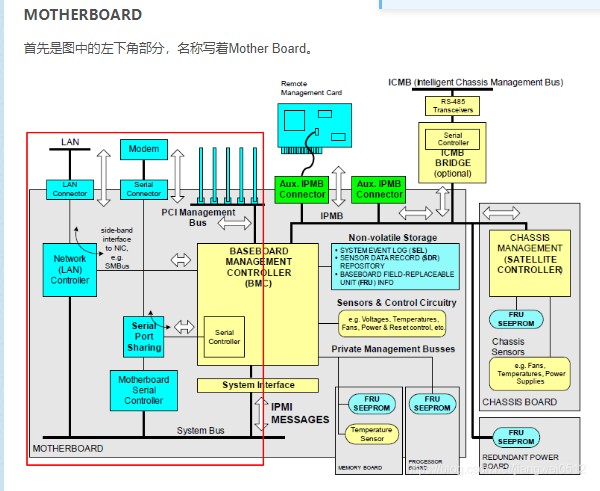 MOTHERBOARD
首先是图中的左下角部分，名称写着Mother Board。
Remote
Management Card
ICMB (Intelligent Chassis Management Bus)
RS-485
Transceivers
Serial
Controller
ICMB
BRIDGE
(optional)
LAN
Modem
LAN
Connector
Serial
Connector
Aux. IPMB
Connector
Aux. IPMB
Connector
PCI Management
Bus
IPMB
side-band
interface
to NIC,
e.g.
SMBus
Network
(LAN)
Controller
BASEBOARD
MANAGEMENT
CONTROLLER
(BMC)
Serial
Controller
Non-volatile Storage
• SYSTEM EVENT LOG (SEL)
• SENSOR DATA RECORD (SDR)
REPOSITORY
• BASEBOARD FIELD-REPLACEABLE
UNIT (FRU) INFO
CHASSIS
MANAGEMENT
(SATELLITE
CONTROLLER)
Sensors & Control Circuitry
e.g. Voltages, Temperatures,
Fans, Power & Reset control, etc.
FRU
SEEPROM
Serial
Port
Sharing
Private Management Busses
Chassis
Sensors
e.g. Fans,
Temperatures, Power
Supplies
CHASSIS BOARD
Motherboard
Serial
Controller
System Interface
IPMI
MESSAGES
System Bus
MOTHERBOARD
FRU
SEEPROM
Temperature
Sensor
MEMORY BOARD
FRU
SEEPROM
PROCESSOR
BOARD
FRU
SEEPROM
REDUNDANT POWER
BOARD